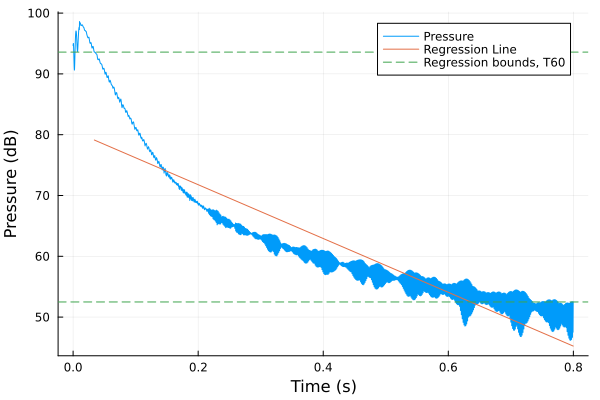 100
90
80
70
60
50
Pressure (dB)
Pressure
Regression Line
Regression bounds, T60
0.0
0.2
0.4
0.6
0.8
Time (s)